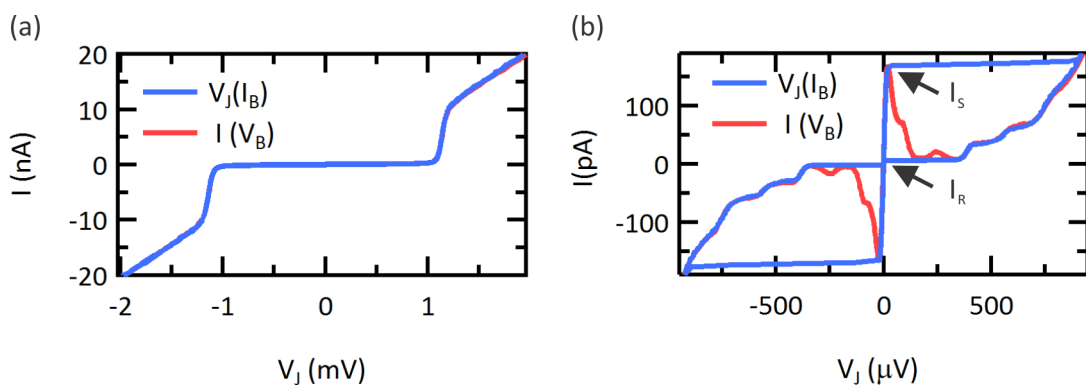 (a)
20
10
0
-10
-20
I (nA)
V_J(I_B)
I (V_B)
-2
-1
0
1
V_J (mV)
(b)
100
0
-100
I(pA)
V_J(I_B)
I (V_B)
I_S
I_R
-500
0
500
V_J (μV)